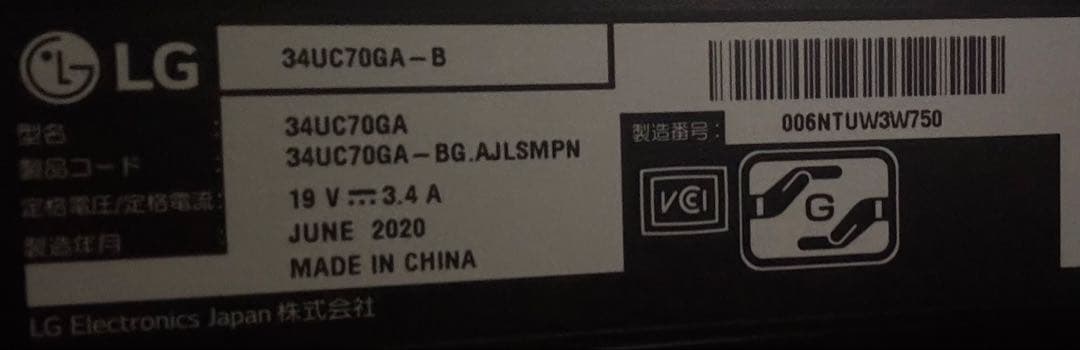 LG
34UC70GA-B
型名 : 34UC70GA
製品コード : 34UC70GA-BG.AJLSMPN
定格電圧/定格電流: 19 V⎓3.4 A
製造年月 : JUNE 2020
MADE IN CHINA
LG Electronics Japan 株式会社
製造番号: 006NTUW3W750
VCI
G